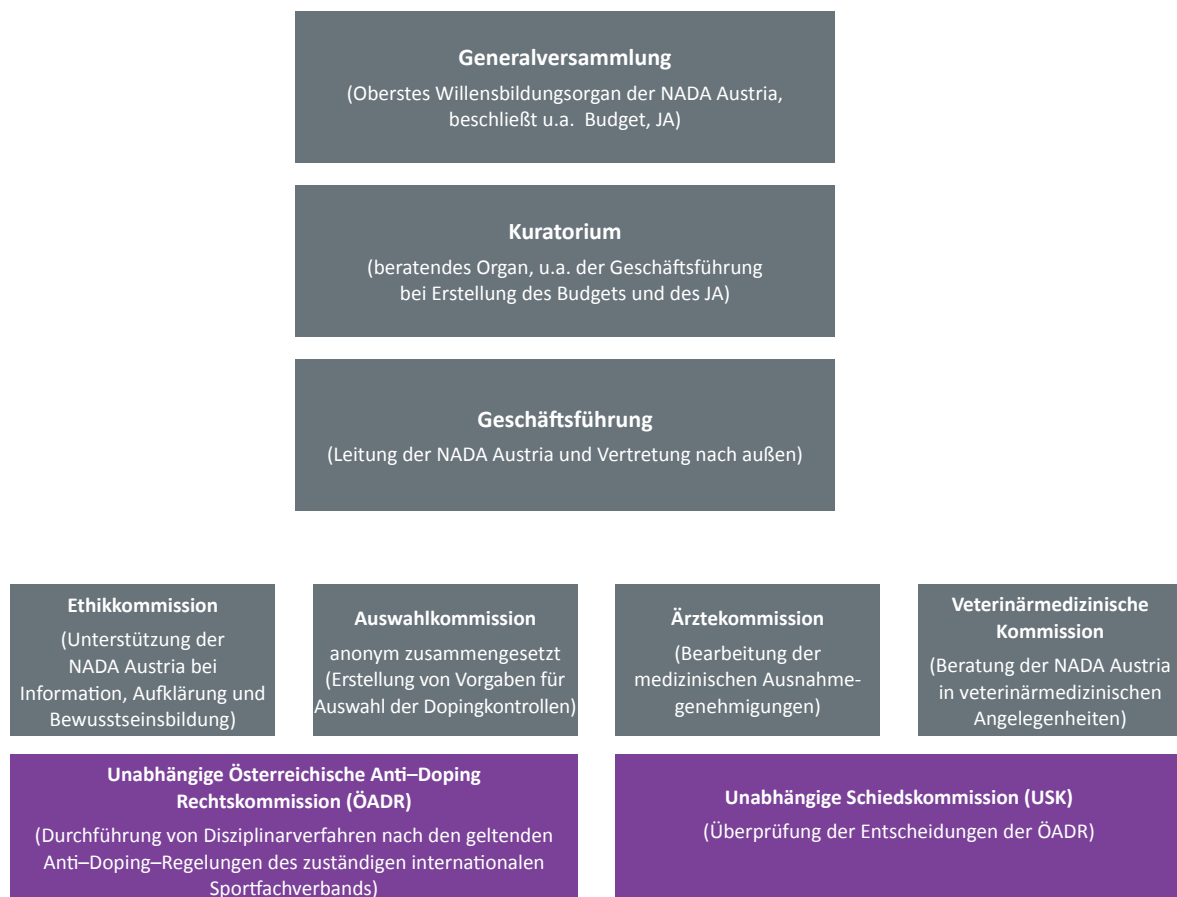 Generalversammlung
(Oberstes Willensbildungsorgan der NADA Austria,
beschließt u.a.  Budget, JA)
Kuratorium
(beratendes Organ, u.a. der Geschäftsführung
bei Erstellung des Budgets und des JA)
Geschäftsführung
(Leitung der NADA Austria und Vertretung nach außen)
Ethikkommission
(Unterstützung der
NADA Austria bei
Information, Aufklärung und
Bewusstseinsbildung)
Auswahlkommission
anonym zusammengesetzt
(Erstellung von Vorgaben für
Auswahl der Dopingkontrollen)
Ärztekommission
(Bearbeitung der
medizinischen Ausnahme-
genehmigungen)
Veterinärmedizinische
Kommission
(Beratung der NADA Austria
in veterinärmedizinischen
Angelegenheiten)
Unabhängige Österreichische Anti–Doping
Rechtskommission (ÖADR)
(Durchführung von Disziplinarverfahren nach den geltenden
Anti–Doping–Regelungen des zuständigen internationalen
Sportfachverbands)
Unabhängige Schiedskommission (USK)
(Überprüfung der Entscheidungen der ÖADR)